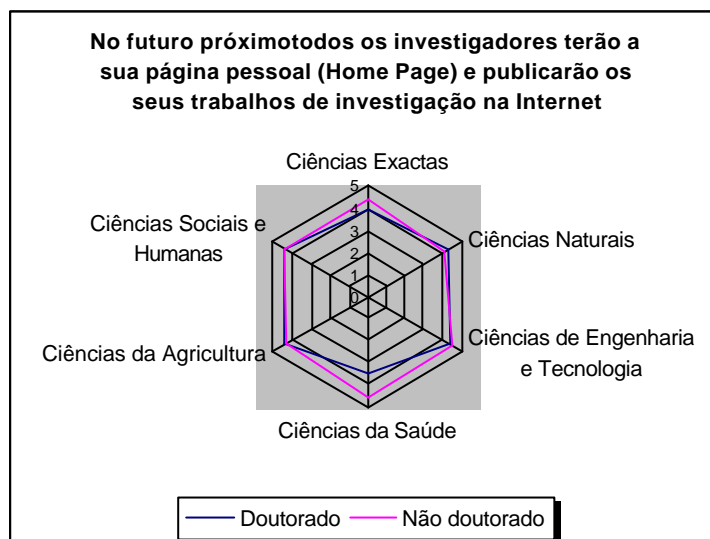 No futuro próximotodos os investigadores terão a
sua página pessoal (Home Page) e publicarão os
seus trabalhos de investigação na Internet
Ciências Exactas
5
4
3
2
1
0
Ciências Naturais
Ciências de Engenharia
e Tecnologia
Ciências da Saúde
Ciências da Agricultura
Ciências Sociais e
Humanas
Doutorado
Não doutorado